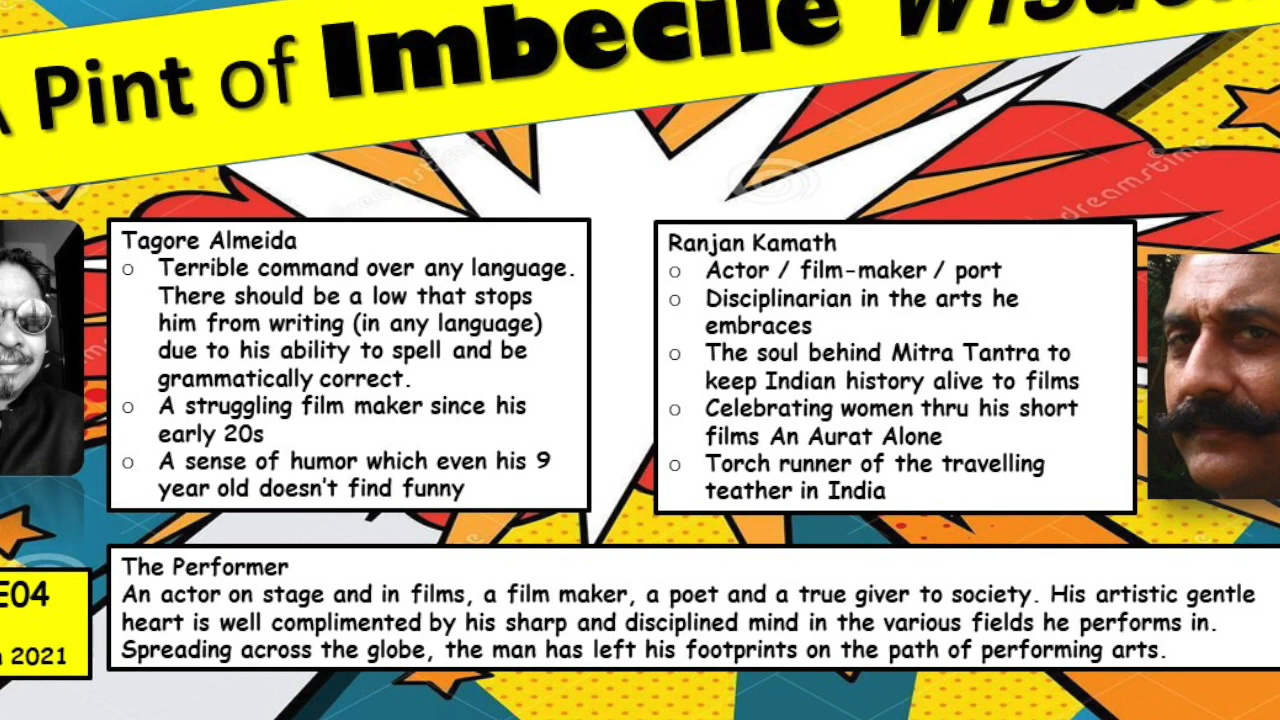 A Pint of Imbecile Wisdom
Tagore Almeida
o Terrible command over any language.
There should be a low that stops
him from writing (in any language)
due to his ability to spell and be
grammatically correct.
o A struggling film maker since his
early 20s
o A sense of humor which even his 9
year old doesn't find funny
Ranjan Kamath
o Actor / film-maker / port
o Disciplinarian in the arts he
embraces
o The soul behind Mitra Tantra to
keep Indian history alive to films
o Celebrating women thru his short
films An Aurat Alone
o Torch runner of the travelling
teather in India
The Performer
An actor on stage and in films, a film maker, a poet and a true giver to society. His artistic gentle
heart is well complimented by his sharp and disciplined mind in the various fields he performs in.
Spreading across the globe, the man has left his footprints on the path of performing arts.
E04
2021
dreamstime
dreamstime